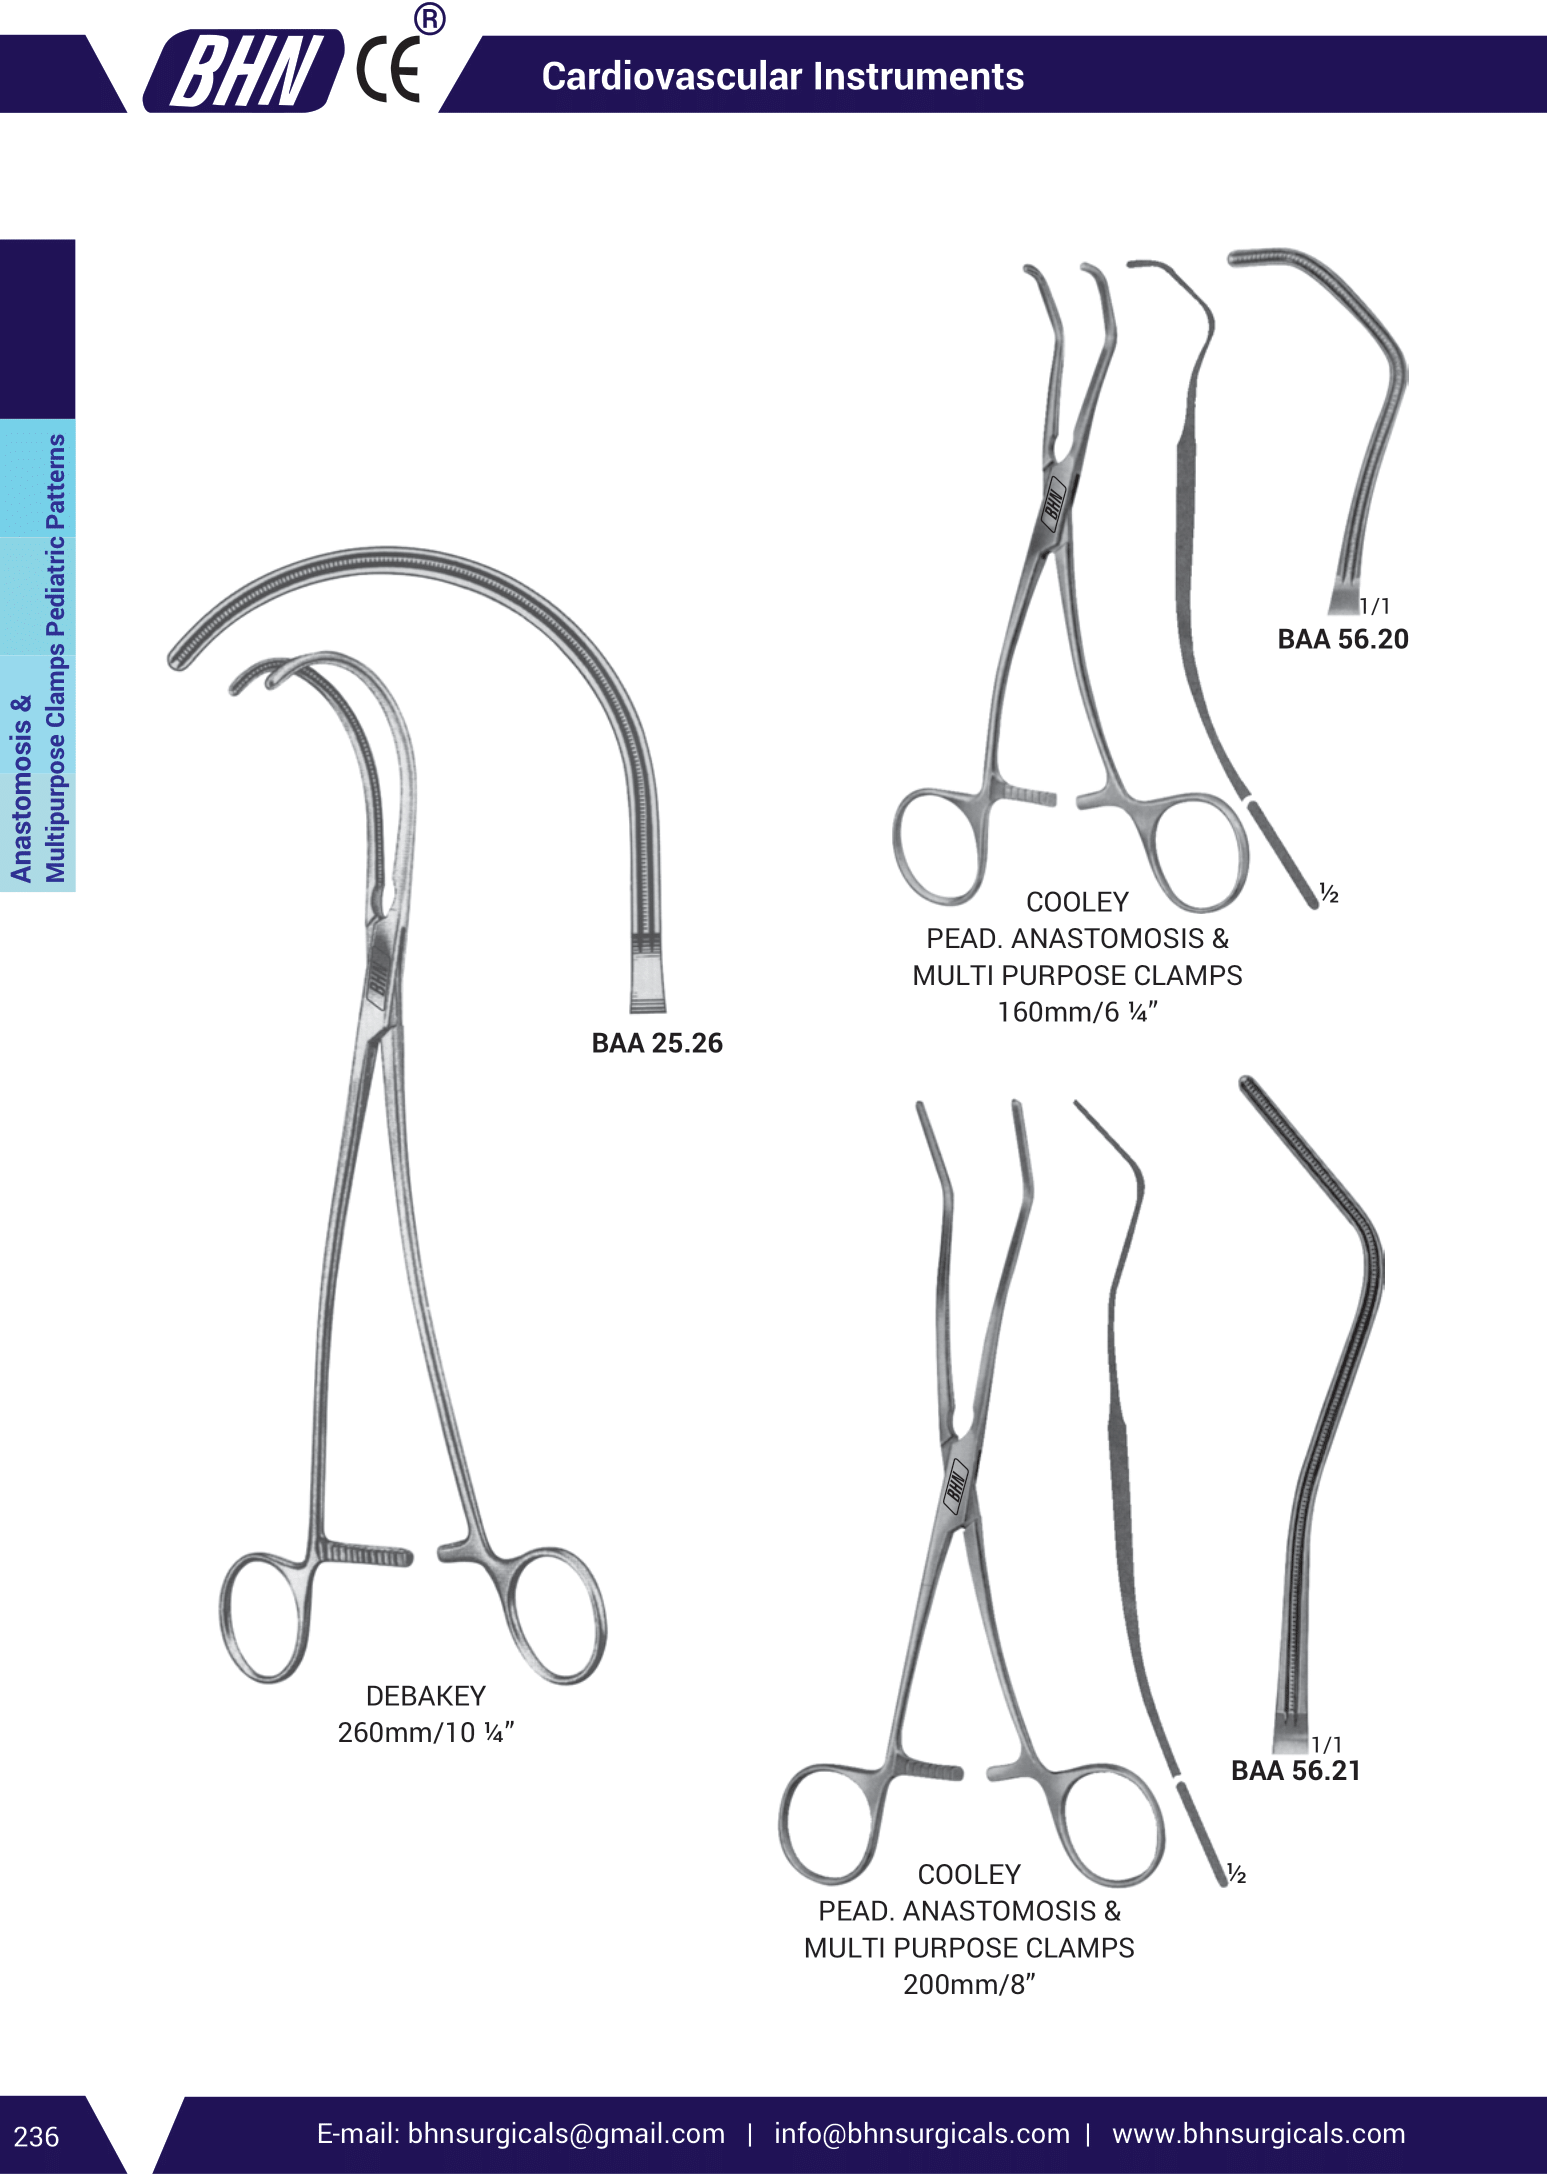 BHN CE ®
Cardiovascular Instruments
Anastomosis &
Multipurpose Clamps Pediatric Patterns
BHN
BAA 25.26
DEBAKEY
260mm/10 ¼”
BHN
1/1
BAA 56.20
½
COOLEY
PEAD. ANASTOMOSIS &
MULTI PURPOSE CLAMPS
160mm/6 ¼”
BHN
1/1
BAA 56.21
½
COOLEY
PEAD. ANASTOMOSIS &
MULTI PURPOSE CLAMPS
200mm/8”
236
E-mail: bhnsurgicals@gmail.com | info@bhnsurgicals.com | www.bhnsurgicals.com